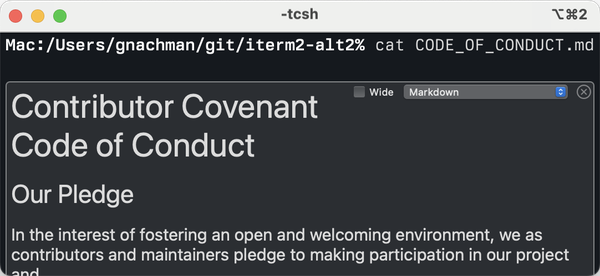 -tcsh
⌥⌘2
Mac:/Users/gnachman/git/iterm2-alt2% cat CODE_OF_CONDUCT.md
Wide
Markdown
Contributor Covenant
Code of Conduct
Our Pledge
In the interest of fostering an open and welcoming environment, we as
contributors and maintainers pledge to making participation in our project
and